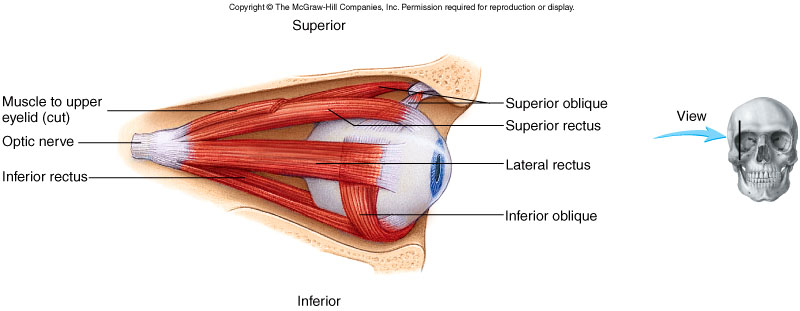 Copyright © The McGraw-Hill Companies, Inc. Permission required for reproduction or display.
Superior
Muscle to upper
eyelid (cut)
Optic nerve
Inferior rectus
Superior oblique
Superior rectus
Lateral rectus
Inferior oblique
View
Inferior